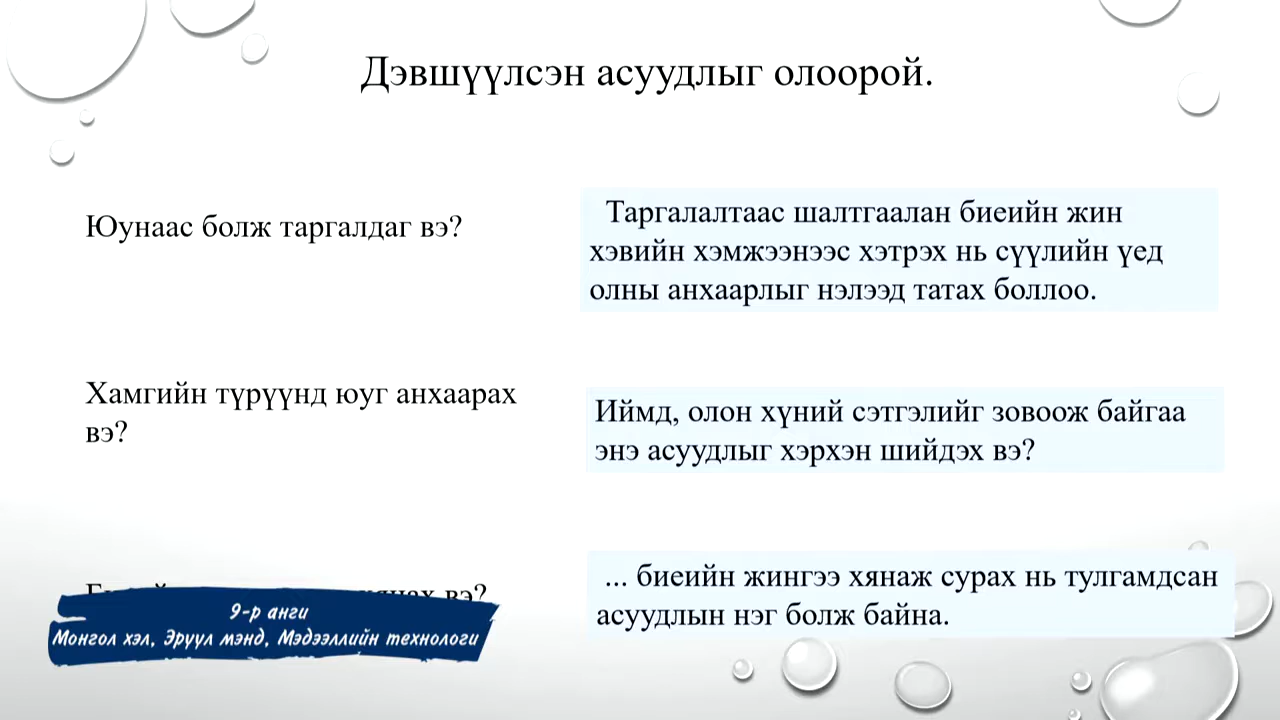 Дэвшүүлсэн асуудлыг олоорой.
Юунаас болж таргалдаг вэ?
Таргалалтаас шалтгаалан биеийн жин
хэвийн хэмжээнээс хэтрэх нь сүүлийн үед
олны анхаарлыг нэлээд татах боллоо.
Хамгийн түрүүнд юуг анхаарах
вэ?
Иймд, олон хүний сэтгэлийг зовоож байгаа
энэ асуудлыг хэрхэн шийдэх вэ?
вэ?
... биеийн жингээ хянаж сурах нь тулгамдсан
асуудлын нэг болж байна.
9-р анги
Монгол хэл, Эрүүл мэнд, Мэдээллийн технологи